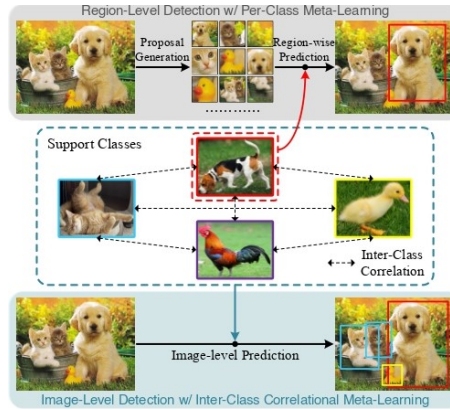 Region-Level Detection w/ Per-Class Meta-Learning
Proposal
Generation
Region-wise
Prediction
............
Support Classes
Inter-Class
Correlation
Image-level Prediction
Image-Level Detection w/ Inter-Class Correlational Meta-Learning